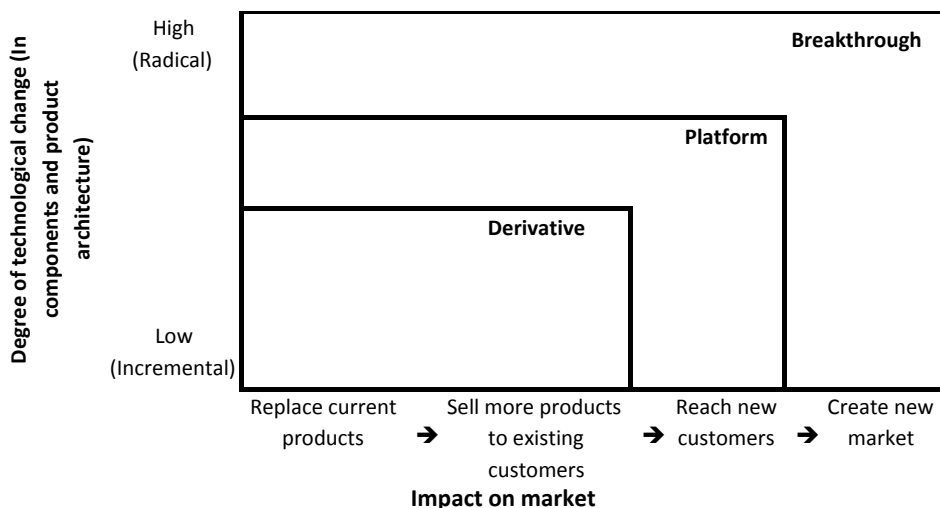 Degree of technological change (In
components and product
architecture)
High
(Radical)
Breakthrough
Platform
Derivative
Low
(Incremental)
Replace current
products
➔
Sell more products
to existing
customers
➔
Reach new
customers
➔
Create new
market
Impact on market